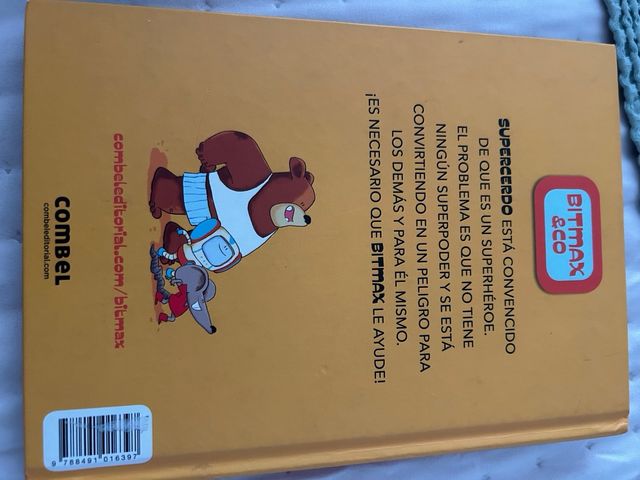 BITMAX
&CO
SUPERCERDO ESTÁ CONVENCIDO
DE QUE ES UN SUPERHÉROE.
EL PROBLEMA ES QUE NO TIENE
NINGÚN SUPERPODER Y SE ESTÁ
CONVIRTIENDO EN UN PELIGRO PARA
LOS DEMÁS Y PARA ÉL MISMO.
¡ES NECESARIO QUE BITMAX LE AYUDE!
combeleditorial.com/bitmax
comBeL
combeleditorial.com
9 788491 016397